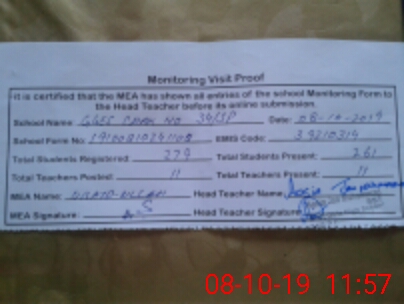 Monitoring Visit Proof
It is certified that the MEA has shown all entries of the school Monitoring Form to
the Head Teacher before its online submission.
School Name: GGES CHAK NO 34/SP Date: 08-10-2019
School Form No: EMIS Code:
Total Students Registered: 279 Total Students Present: 261
Total Teachers Posted: 11 Total Teachers Present: 11
MEA Name: Head Teacher Name:
MEA Signature: Head Teacher Signature:
08-10-19 11:57